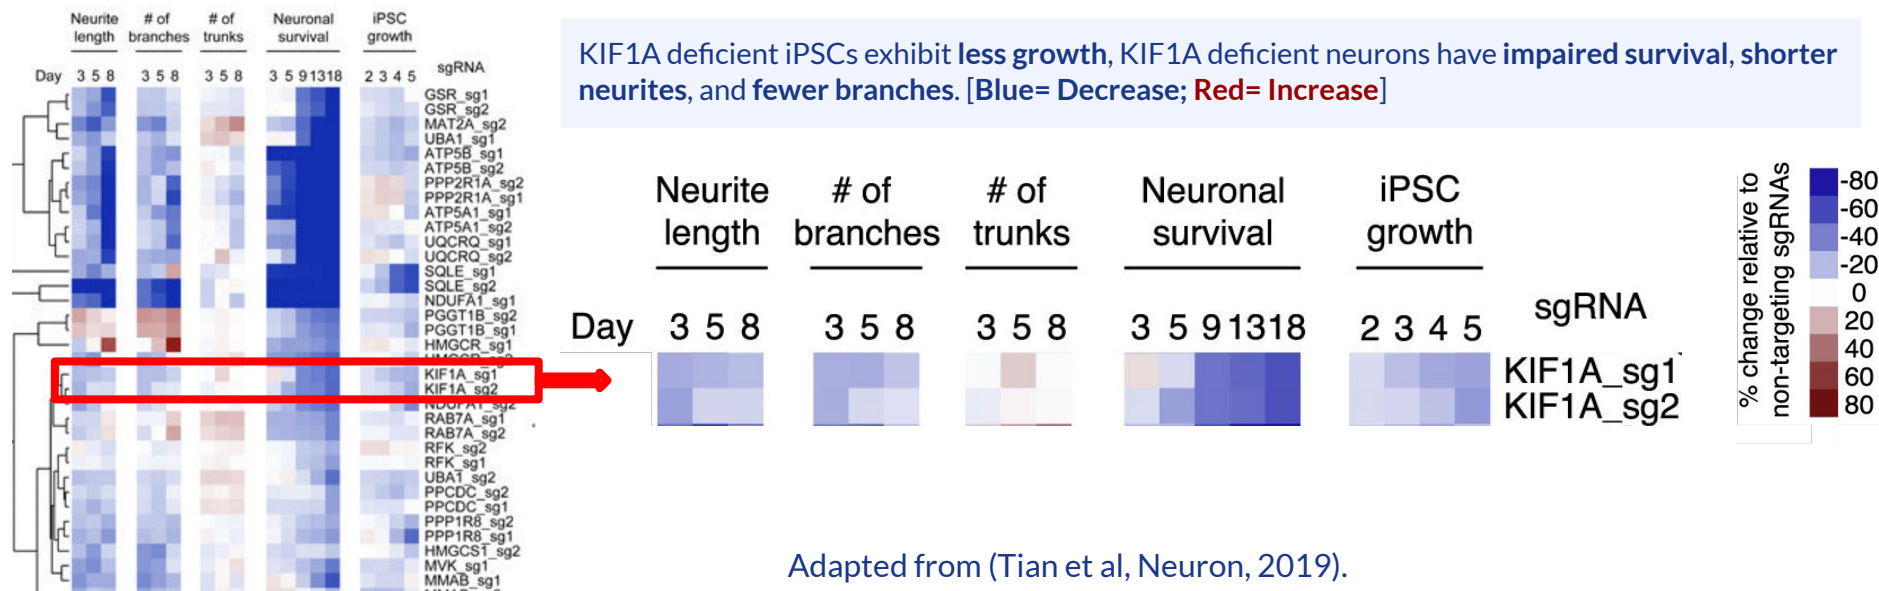 Neurite # of # of Neuronal iPSC
length branches trunks survival growth
Day 3 5 8 3 5 8 3 5 8 3 5 9 13 18 2 3 4 5 sgRNA
GSR_sg1
GSR_sg2
MAT2A_sg2
UBA1_sg1
ATP5B_sg1
ATP5B_sg2
PPP2R1A_sg2
PPP2R1A_sg1
ATP5A1_sg1
ATP5A1_sg2
UQCRQ_sg1
UQCRQ_sg2
SQLE_sg1
SQLE_sg2
NDUFA1_sg1
PGGT1B_sg2
PGGT1B_sg1
HMGCR_sg1
HMGCR_sg2
KIF1A_sg1
KIF1A_sg2
NDUFA1_sg2
RAB7A_sg1
RAB7A_sg2
RFK_sg2
RFK_sg1
UBA1_sg2
PPCDC_sg2
PPCDC_sg1
PPP1R8_sg2
PPP1R8_sg1
HMGCS1_sg2
MVK_sg1
MMAB_sg1
KIF1A deficient iPSCs exhibit less growth, KIF1A deficient neurons have impaired survival, shorter
neurites, and fewer branches. [Blue= Decrease; Red= Increase]
Neurite # of # of Neuronal iPSC
length branches trunks survival growth
sgRNA
Day 3 5 8 3 5 8 3 5 8 3 5 9 13 18 2 3 4 5
KIF1A_sg1
KIF1A_sg2
% change relative to
non-targeting sgRNAs
-80
-60
-40
-20
0
20
40
60
80
Adapted from (Tian et al, Neuron, 2019).